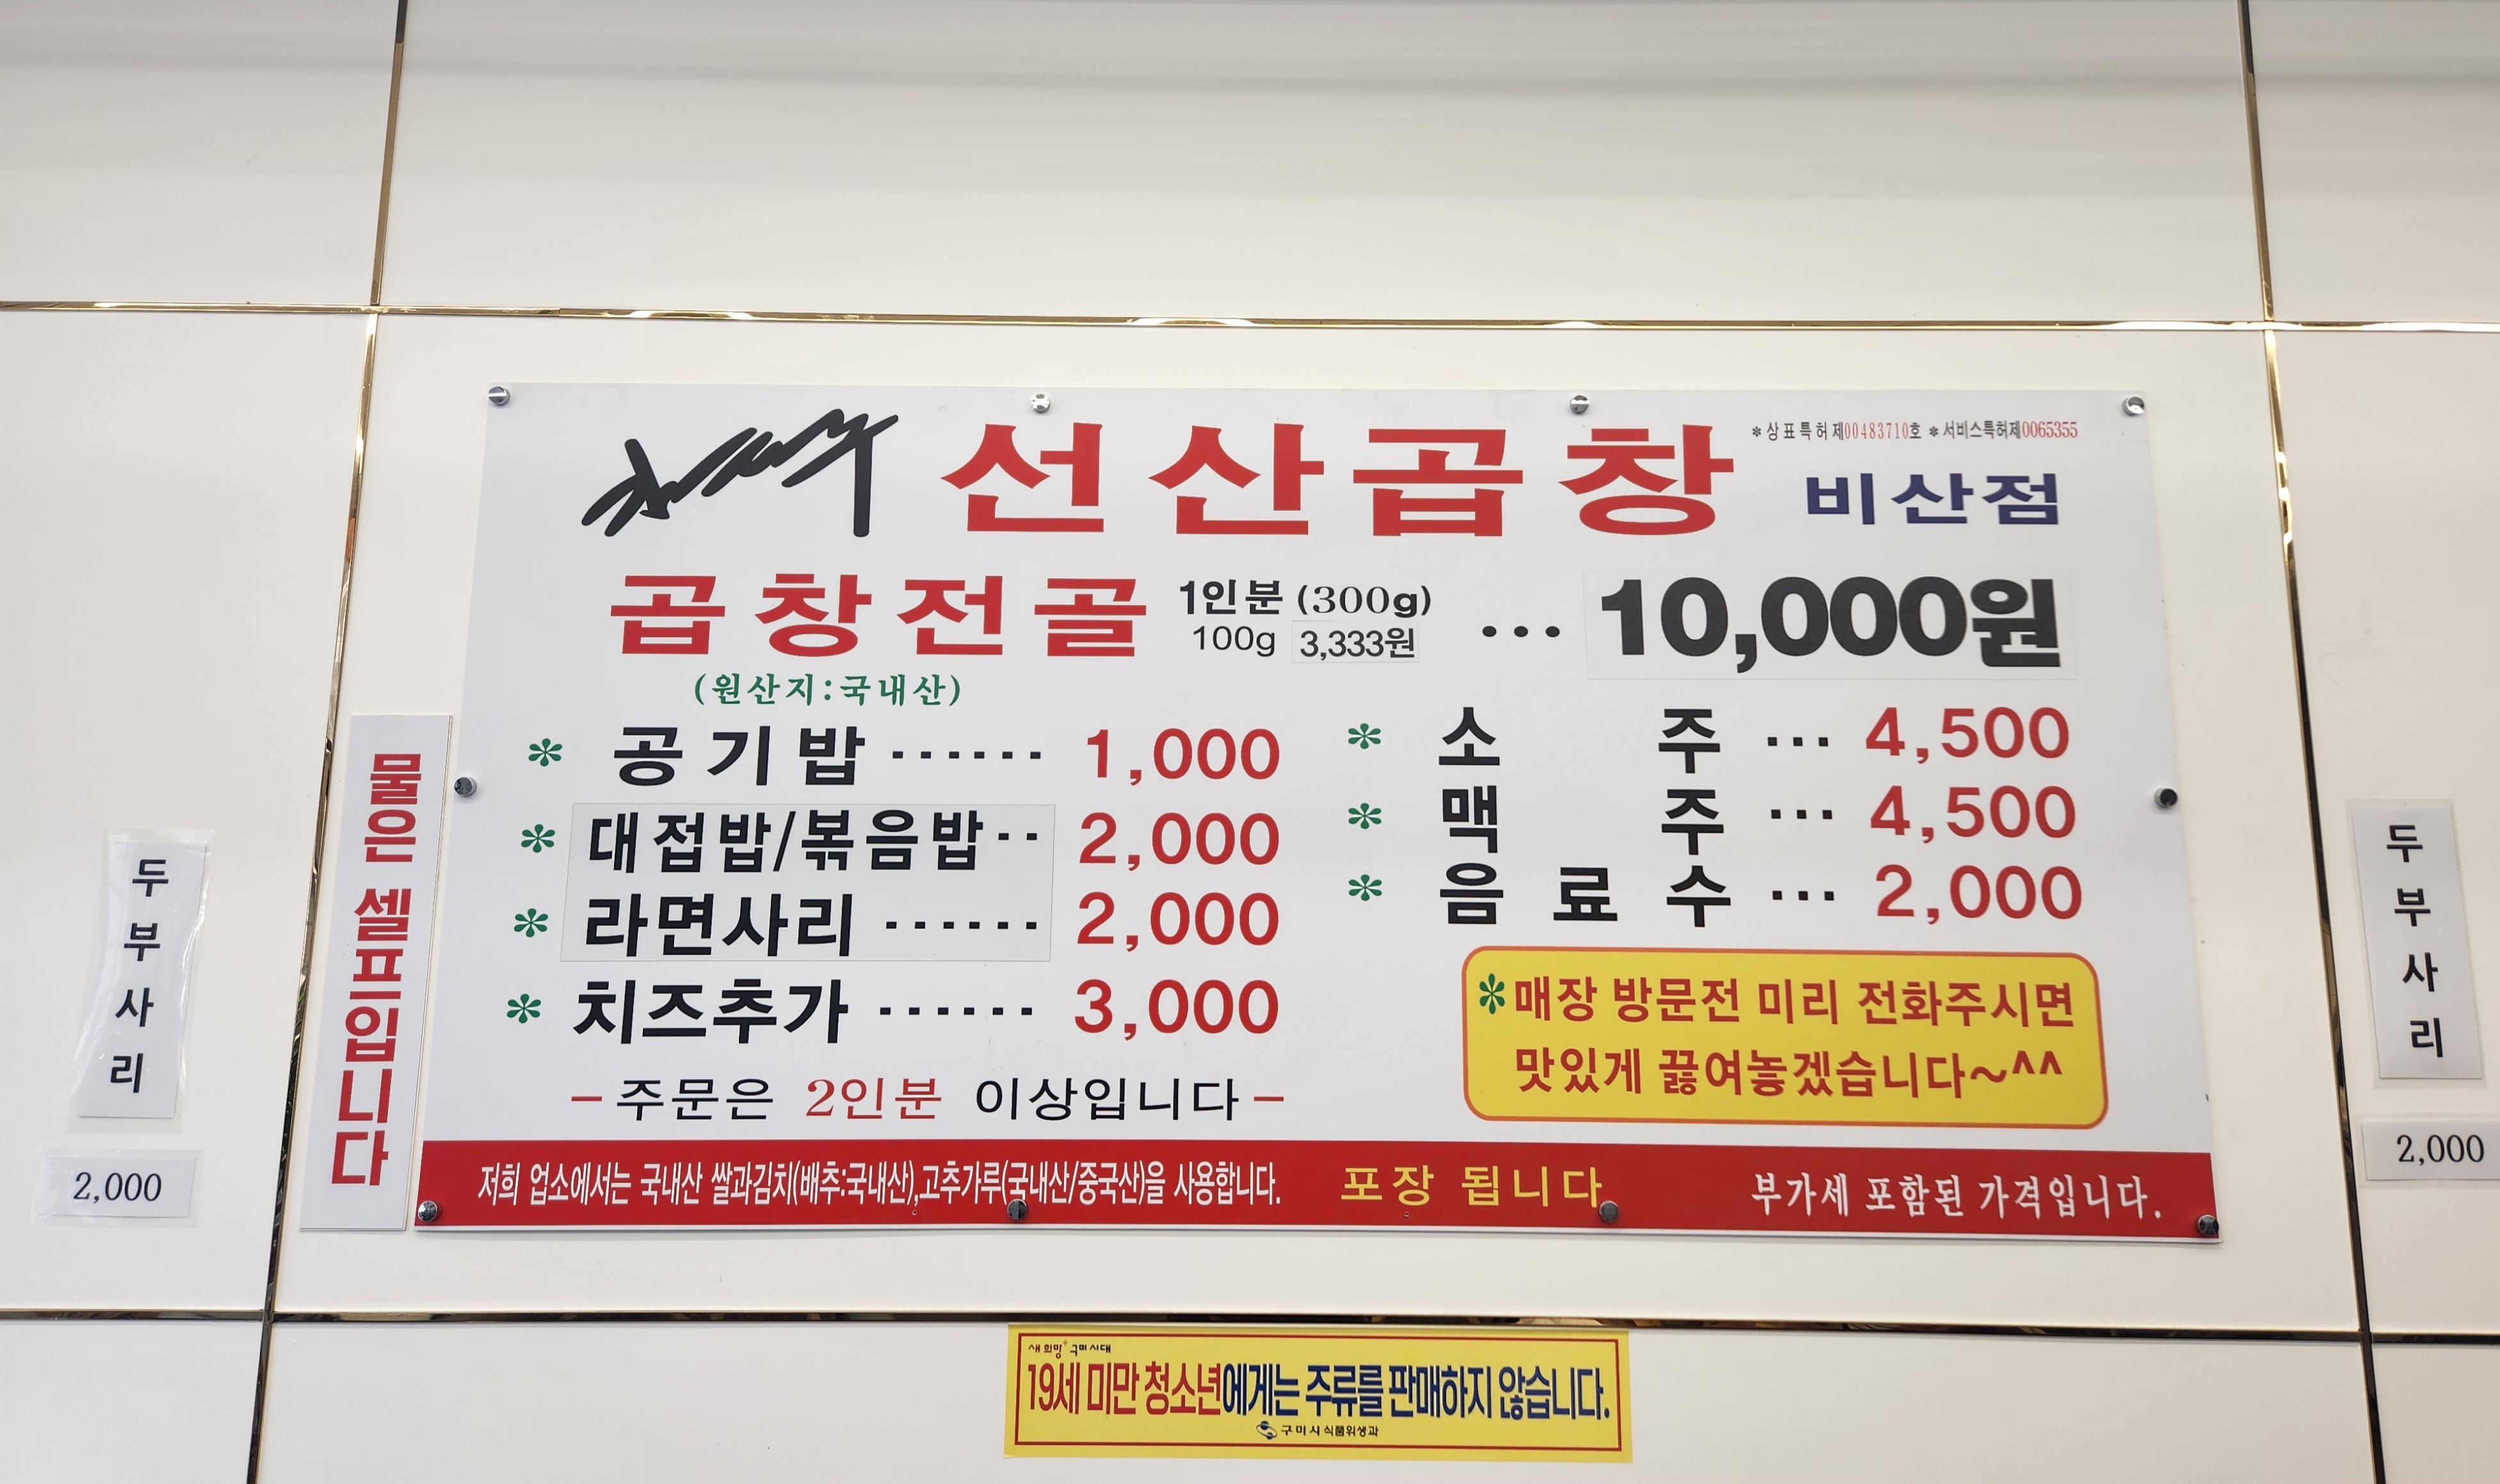 *상표특허제00483710호 *서비스특허제0065355
선산곱창 비산점
곱창전골 1인분 (300g) ... 10,000원
100g 3,333원
(원산지:국내산)
* 공기밥 ...... 1,000
* 대접밥/볶음밥.. 2,000
* 라면사리 ...... 2,000
* 치즈추가 ...... 3,000
- 주문은 2인분 이상입니다 -
* 소주 ... 4,500
* 맥주 ... 4,500
* 음료수 ... 2,000
*매장 방문전 미리 전화주시면
맛있게 끓여놓겠습니다~^^
저희 업소에서는 국내산 쌀과김치(배추:국내산),고추가루(국내산/중국산)을 사용합니다. 포장 됩니다. 부가세 포함된 가격입니다.
물은 셀프입니다
두부사리
2,000
두부사리
2,000
새희망 구미시대
19세 미만 청소년에게는 주류를 판매하지 않습니다.
구미시식품위생과